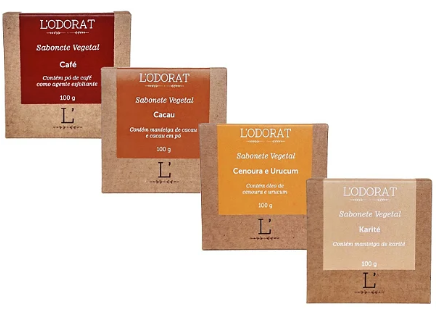 L'ODORAT
Sabonete Vegetal
Café
Contém pó de café
como agente esfoliante
100 g
L'
L'ODORAT
Sabonete Vegetal
Cacau
Contém manteiga de cacau
e cacau em pó
100 g
L'
L'ODORAT
Sabonete Vegetal
Cenoura e Urucum
Contém óleo de
cenoura e urucum
100 g
L'
L'ODORAT
Sabonete Vegetal
Karité
Contém manteiga de karité
100 g
L'